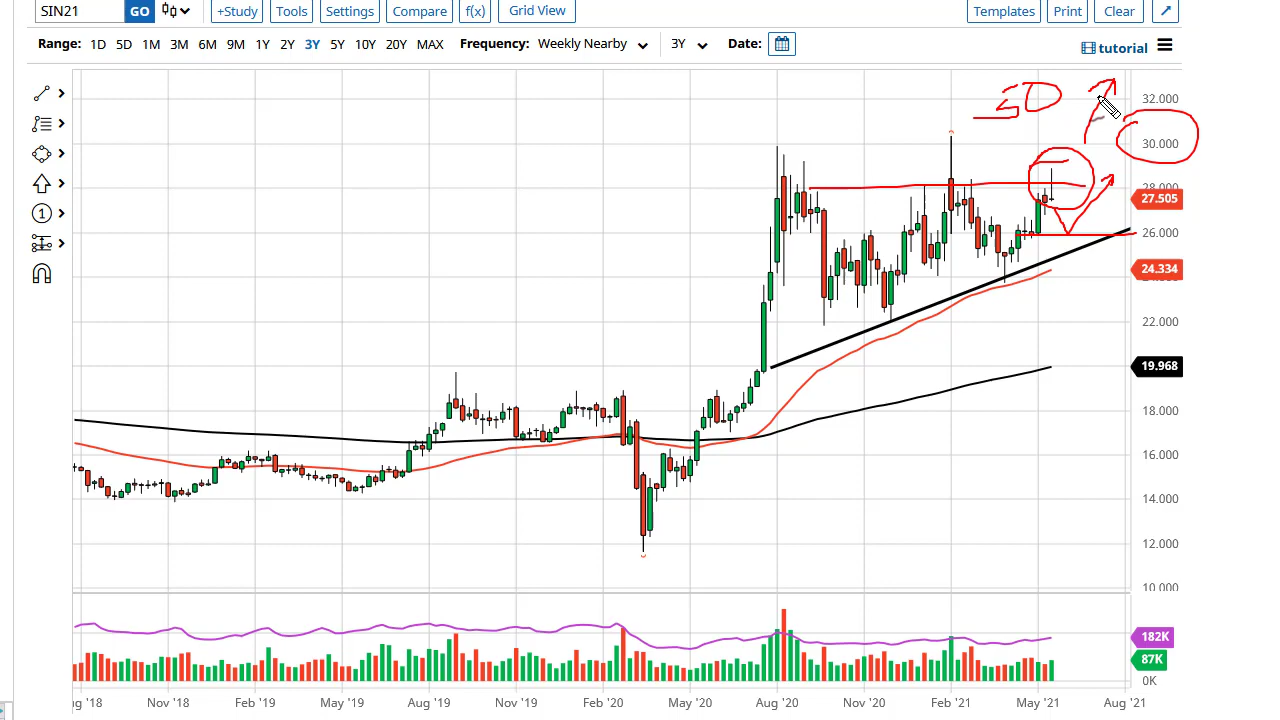 SIN21 GO +Study Tools Settings Compare f(x) Grid View Templates Print Clear
Range: 1D 5D 1M 3M 6M 9M 1Y 2Y 3Y 5Y 10Y 20Y MAX Frequency: Weekly Nearby 3Y Date: tutorial
50
32.000
30.000
28.000
27.505
26.000
24.334
22.000
19.968
18.000
16.000
14.000
12.000
10.000
182K
87K
0K
ug '18 Nov '18 Feb '19 May '19 Aug '19 Nov '19 Feb '20 May '20 Aug '20 Nov '20 Feb '21 May '21 Aug '21